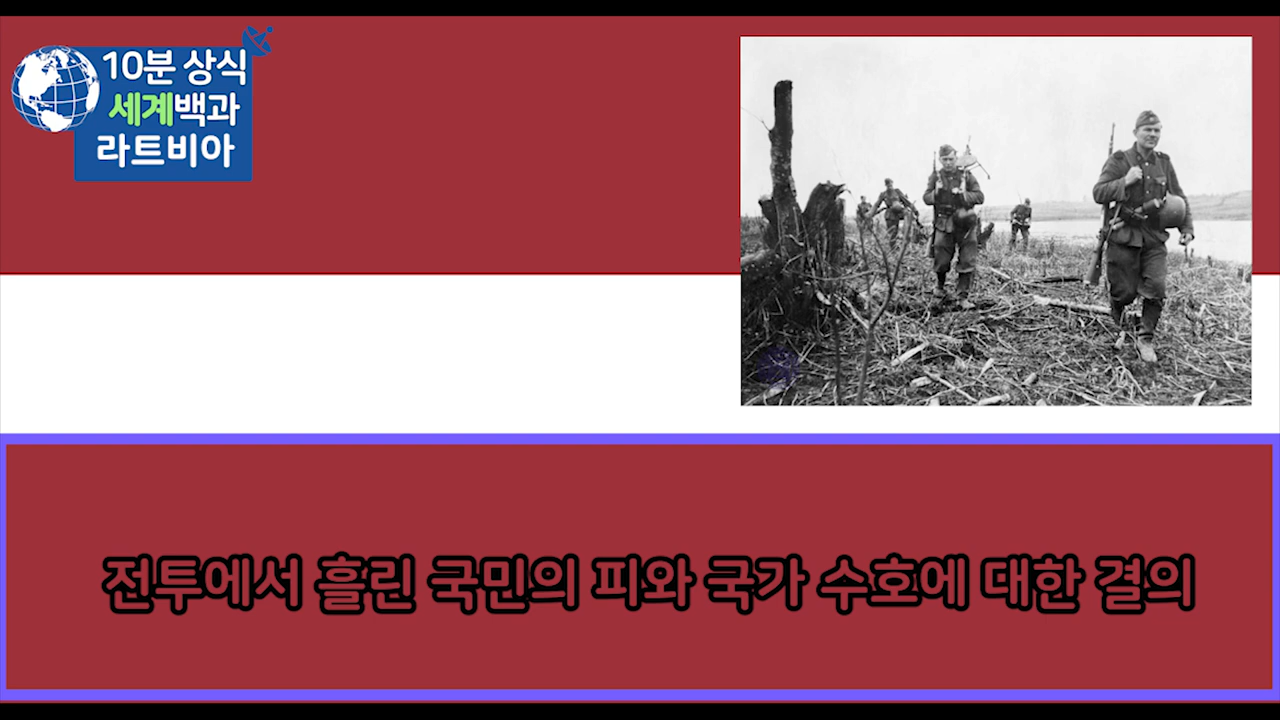 10분 상식
세계백과
라트비아
전투에서 흘린 국민의 피와 국가 수호에 대한 결의